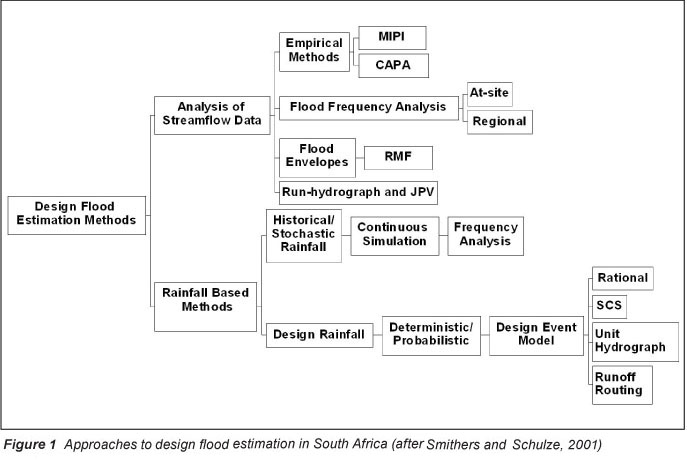 Empirical
Methods
MIPI
CAPA
Analysis of
Streamflow Data
Flood Frequency Analysis
At-site
Regional
Flood
Envelopes
RMF
Run-hydrograph and JPV
Design Flood
Estimation Methods
Historical/
Stochastic
Rainfall
Continuous
Simulation
Frequency
Analysis
Rainfall Based
Methods
Design Rainfall
Deterministic/
Probabilistic
Design Event
Model
Rational
SCS
Unit
Hydrograph
Runoff
Routing
Figure 1 Approaches to design flood estimation in South Africa (after Smithers and Schulze, 2001)